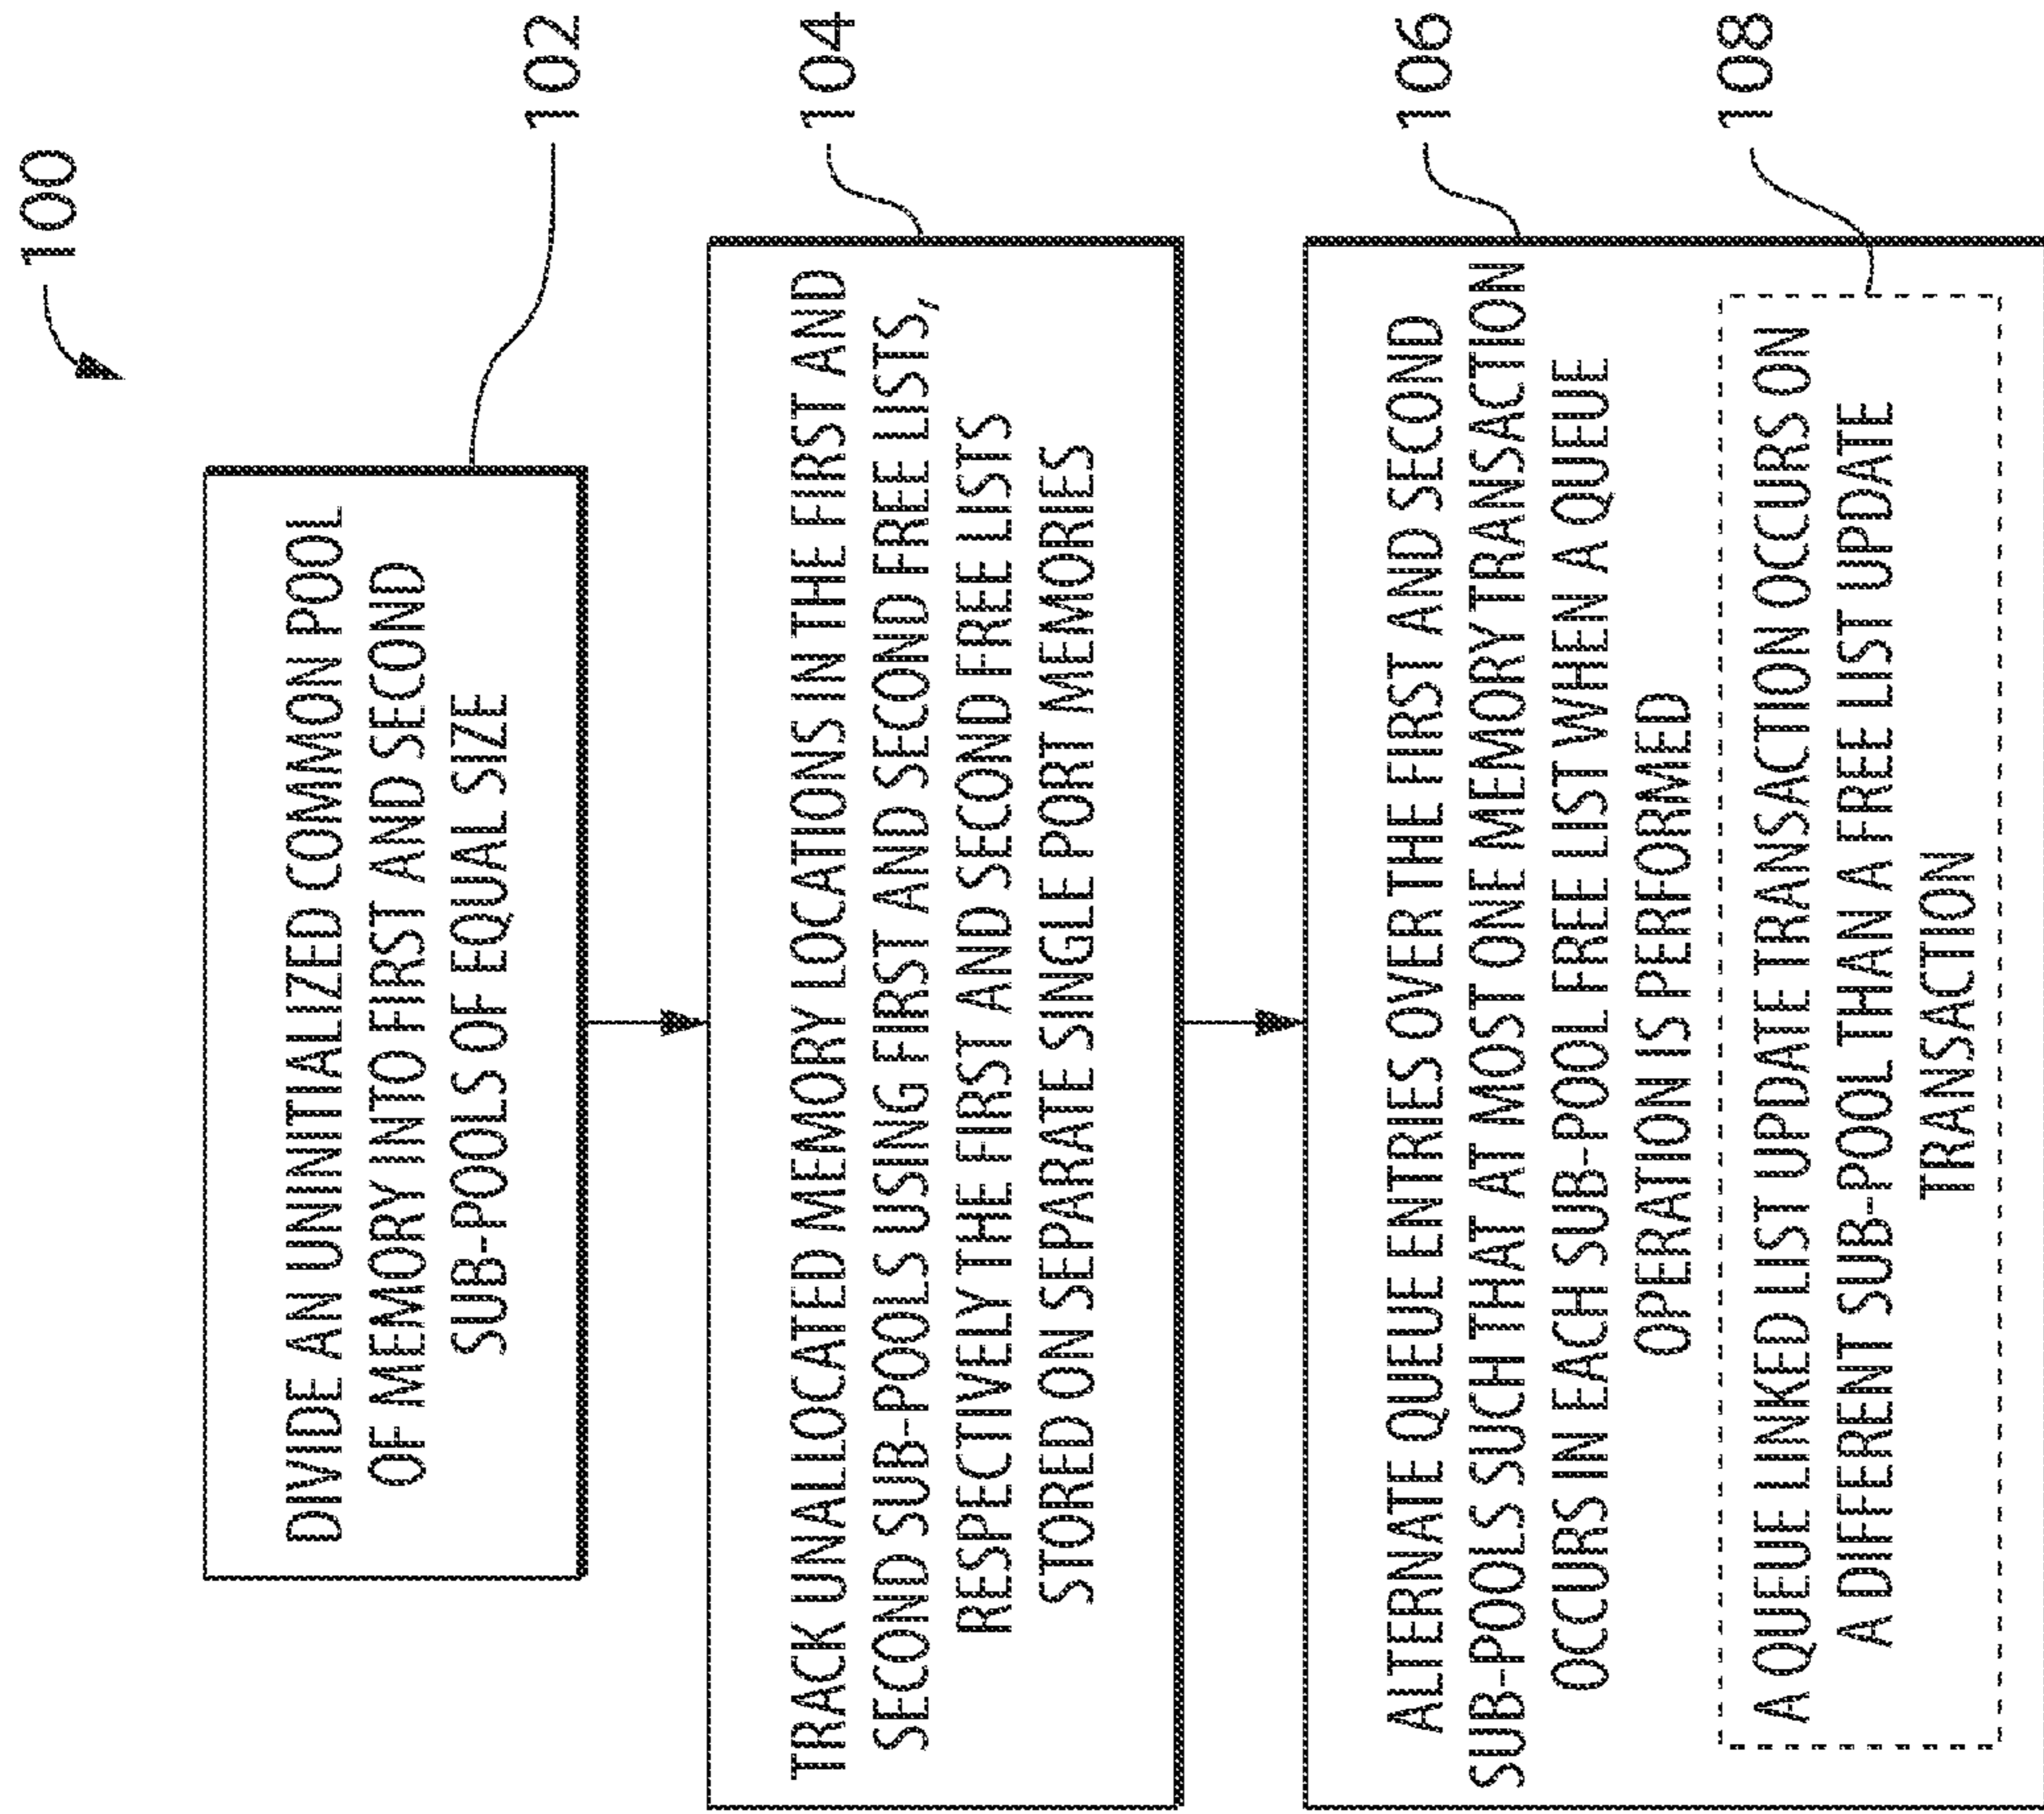 100
DIVIDE AN UNINITIALIZED COMMON POOL
OF MEMORY INTO FIRST AND SECOND
SUB-POOLS OF EQUAL SIZE
102
TRACK UNALLOCATED MEMORY LOCATIONS IN THE FIRST AND
SECOND SUB-POOLS USING FIRST AND SECOND FREE LISTS,
RESPECTIVELY THE FIRST AND SECOND FREE LISTS
STORED ON SEPARATE SINGLE PORT MEMORIES
104
ALTERNATE QUEUE ENTRIES OVER THE FIRST AND SECOND
SUB-POOLS SUCH THAT AT MOST ONE MEMORY TRANSACTION
OCCURS IN EACH SUB-POOL FREE LIST WHEN A QUEUE
OPERATION IS PERFORMED
106
A QUEUE LINKED LIST UPDATE TRANSACTION OCCURS ON
A DIFFERENT SUB-POOL THAN A FREE LIST UPDATE
TRANSACTION
108